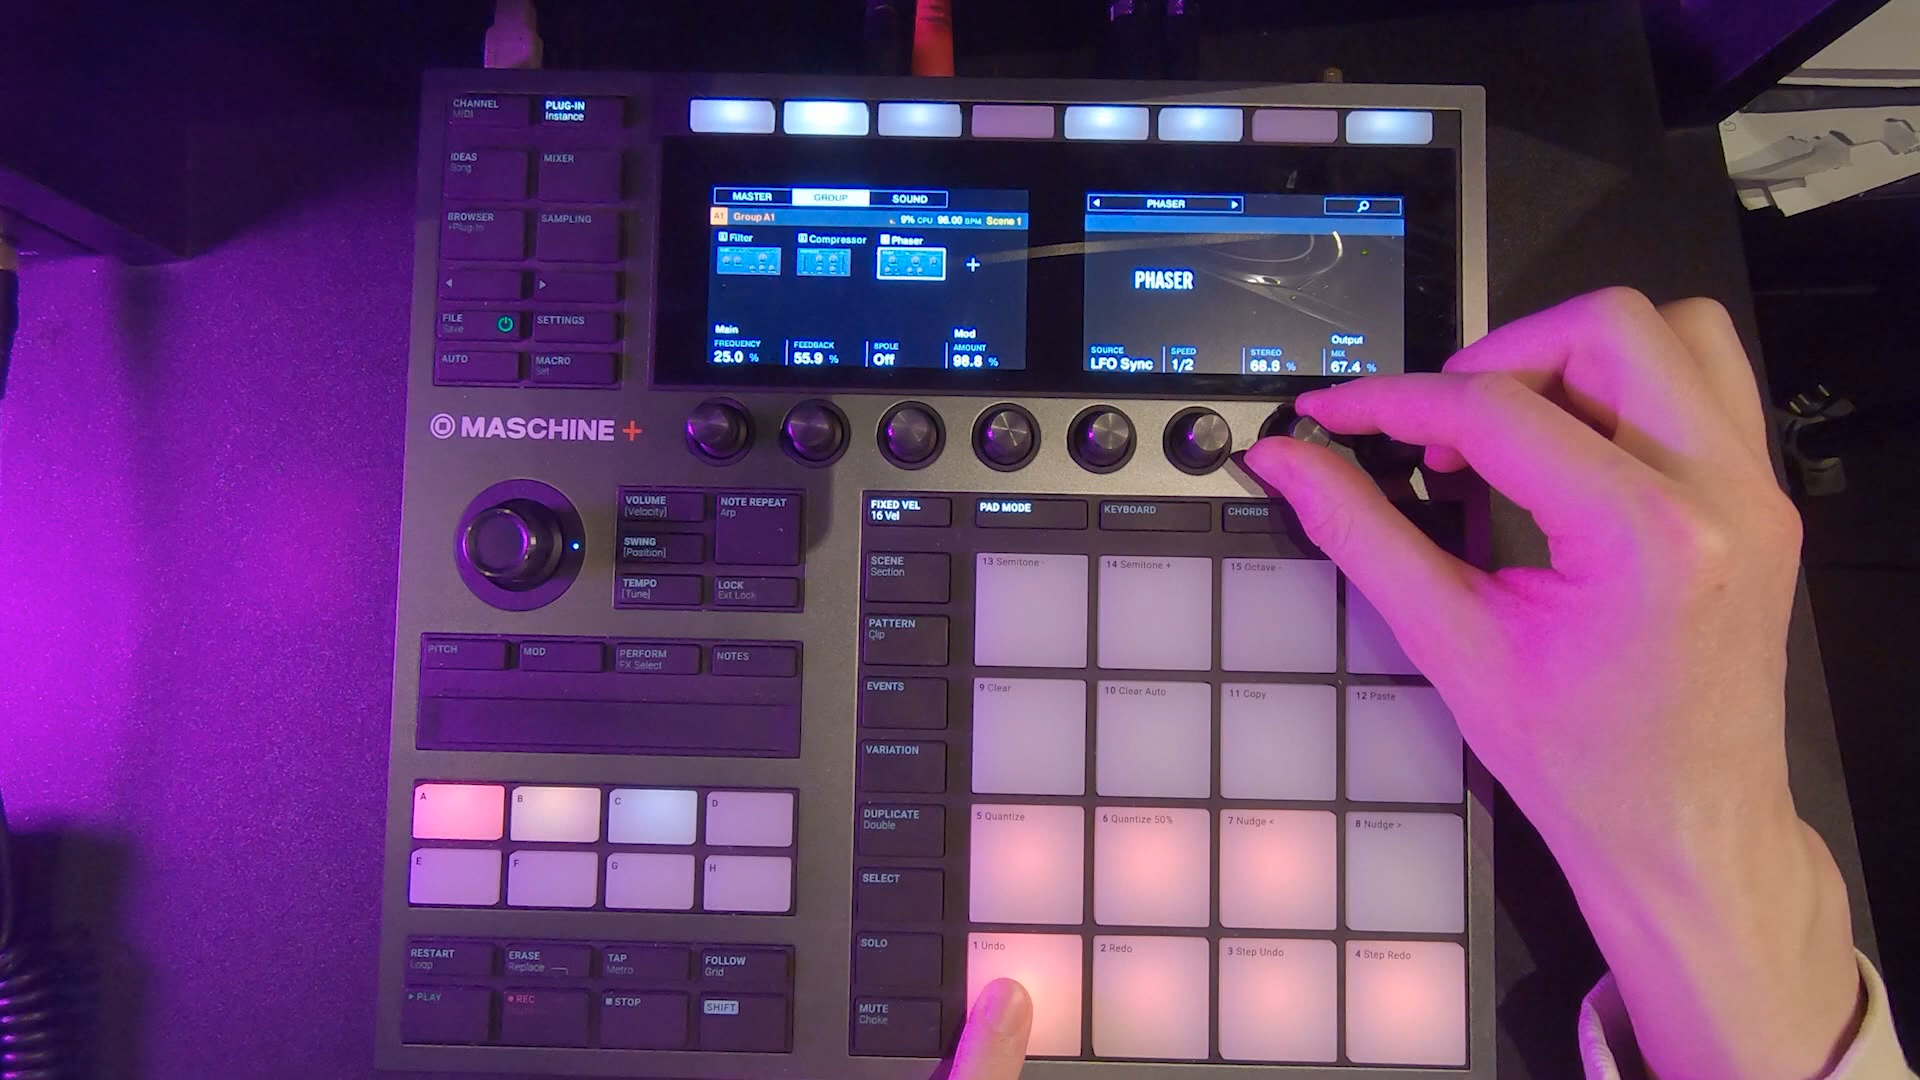 CHANNEL
MIDI
PLUG-IN
Instance
IDEAS
Song
MIXER
BROWSER
+Plug-in
SAMPLING
FILE
Save
SETTINGS
AUTO
MACRO
Set
MASCHINE +
MASTER GROUP SOUND
A1 Group A1 9% CPU 96.00 BPM Scene 1
Filter Compressor Phaser
+
Main Mod
FREQUENCY FEEDBACK 8POLE AMOUNT
25.0 % 55.9 % Off 98.8 %
PHASER
PHASER
Output
SOURCE SPEED STEREO MIX
LFO Sync 1/2 68.6 % 67.4 %
VOLUME
[Velocity]
NOTE REPEAT
Arp
SWING
[Position]
TEMPO
[Tune]
LOCK
Ext Lock
FIXED VEL
16 Vel
PAD MODE
KEYBOARD
CHORDS
PITCH
MOD
PERFORM
FX Select
NOTES
SCENE
Section
PATTERN
Clip
EVENTS
VARIATION
DUPLICATE
Double
SELECT
SOLO
MUTE
Choke
13 Semitone -
14 Semitone +
15 Octave -
9 Clear
10 Clear Auto
11 Copy
12 Paste
5 Quantize
6 Quantize 50%
7 Nudge <
8 Nudge >
1 Undo
2 Redo
3 Step Undo
4 Step Redo
A B C D
E F G H
RESTART
Loop
ERASE
Replace
TAP
Metro
FOLLOW
Grid
PLAY
REC
STOP
SHIFT